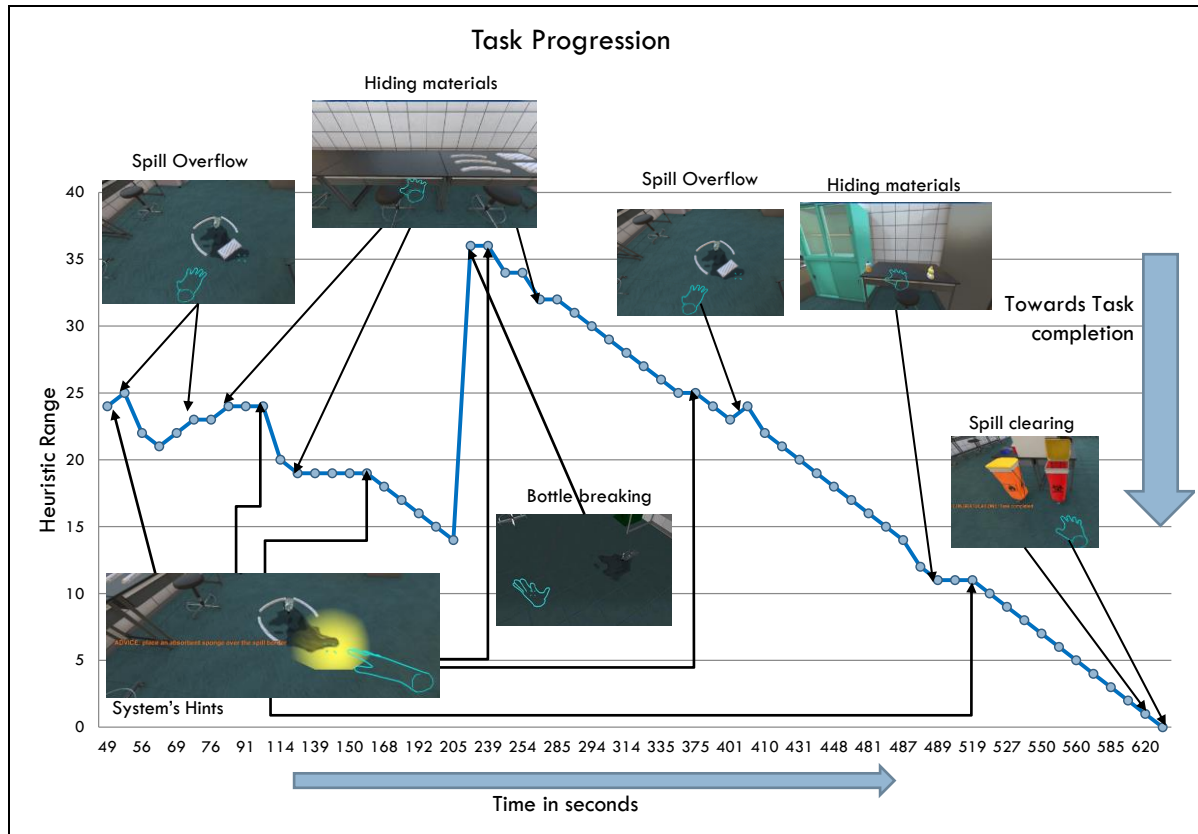 Task Progression
Hiding materials
Spill Overflow
Spill Overflow
Hiding materials
40
35
30
25
20
15
10
5
0
Heuristic Range
Towards Task
completion
Spill clearing
Task completed
Bottle breaking
ADVICE: place an absorbent sponge over the spill border
System's Hints
49 56 69 76 91 114 139 150 168 192 205 239 254 285 294 314 335 375 401 410 431 448 481 487 489 519 527 550 560 585 620
Time in seconds